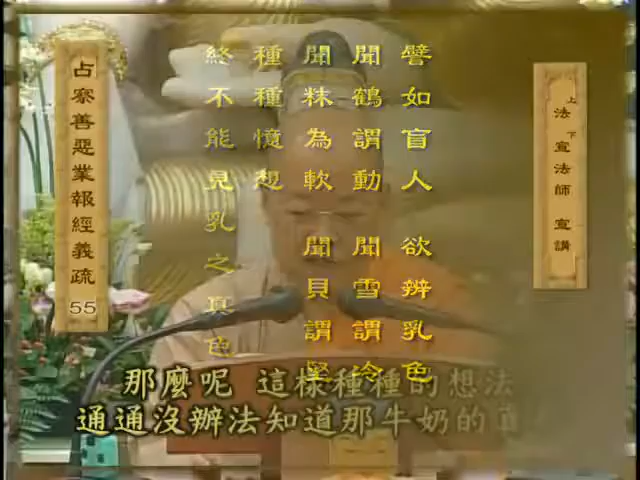 占察善惡業報經義疏
55
上法下宣法師 宣講
譬如盲人 欲辨乳色
聞鶴謂動 聞雪謂冷
聞粖為軟 聞貝謂堅
種種憶想
終不能見乳之真色
那麼呢 這樣種種的想法
通通沒辦法知道那牛奶的